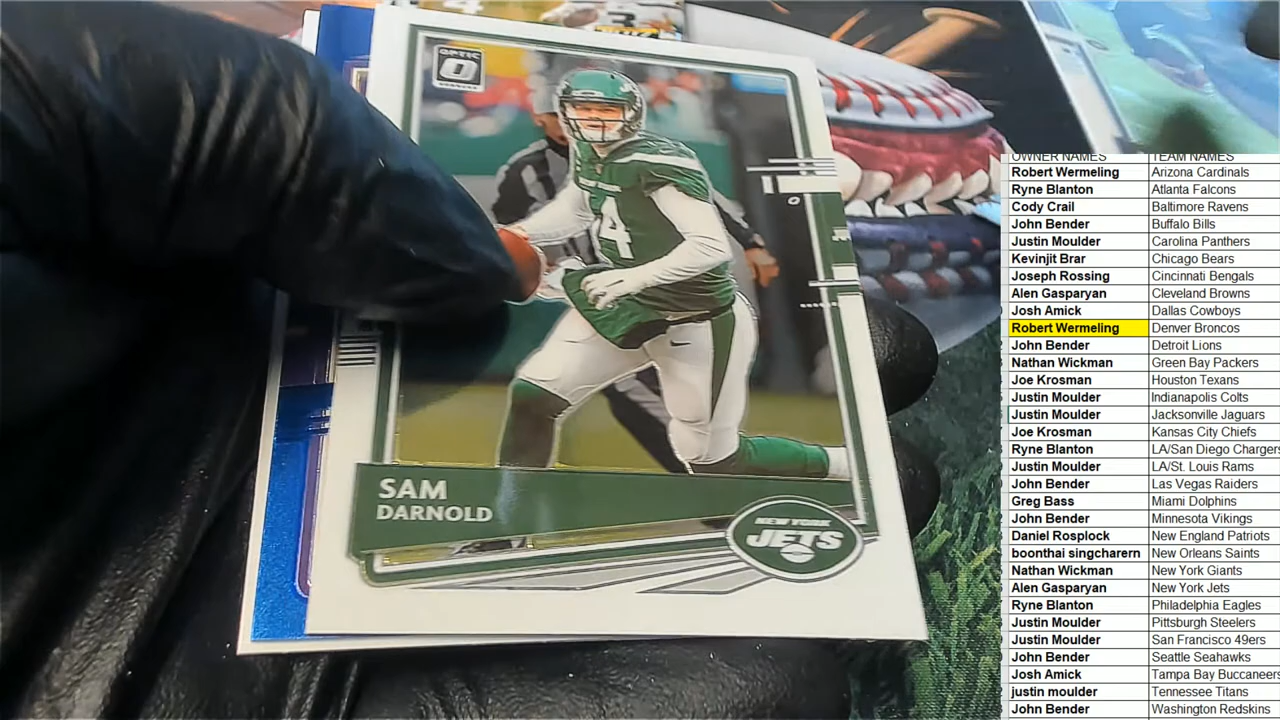 OPTIC
14
SAM
DARNOLD
NEW YORK
JETS
OWNER NAMES TEAM NAMES
Robert Wermeling Arizona Cardinals
Ryne Blanton Atlanta Falcons
Cody Crail Baltimore Ravens
John Bender Buffalo Bills
Justin Moulder Carolina Panthers
Kevinjit Brar Chicago Bears
Joseph Rossing Cincinnati Bengals
Alen Gasparyan Cleveland Browns
Josh Amick Dallas Cowboys
Robert Wermeling Denver Broncos
John Bender Detroit Lions
Nathan Wickman Green Bay Packers
Joe Krosman Houston Texans
Justin Moulder Indianapolis Colts
Justin Moulder Jacksonville Jaguars
Joe Krosman Kansas City Chiefs
Ryne Blanton LA/San Diego Chargers
Justin Moulder LA/St. Louis Rams
John Bender Las Vegas Raiders
Greg Bass Miami Dolphins
John Bender Minnesota Vikings
Daniel Rosplock New England Patriots
boonthai singcharern New Orleans Saints
Nathan Wickman New York Giants
Alen Gasparyan New York Jets
Ryne Blanton Philadelphia Eagles
Justin Moulder Pittsburgh Steelers
Justin Moulder San Francisco 49ers
John Bender Seattle Seahawks
Josh Amick Tampa Bay Buccaneers
justin moulder Tennessee Titans
John Bender Washington Redskins